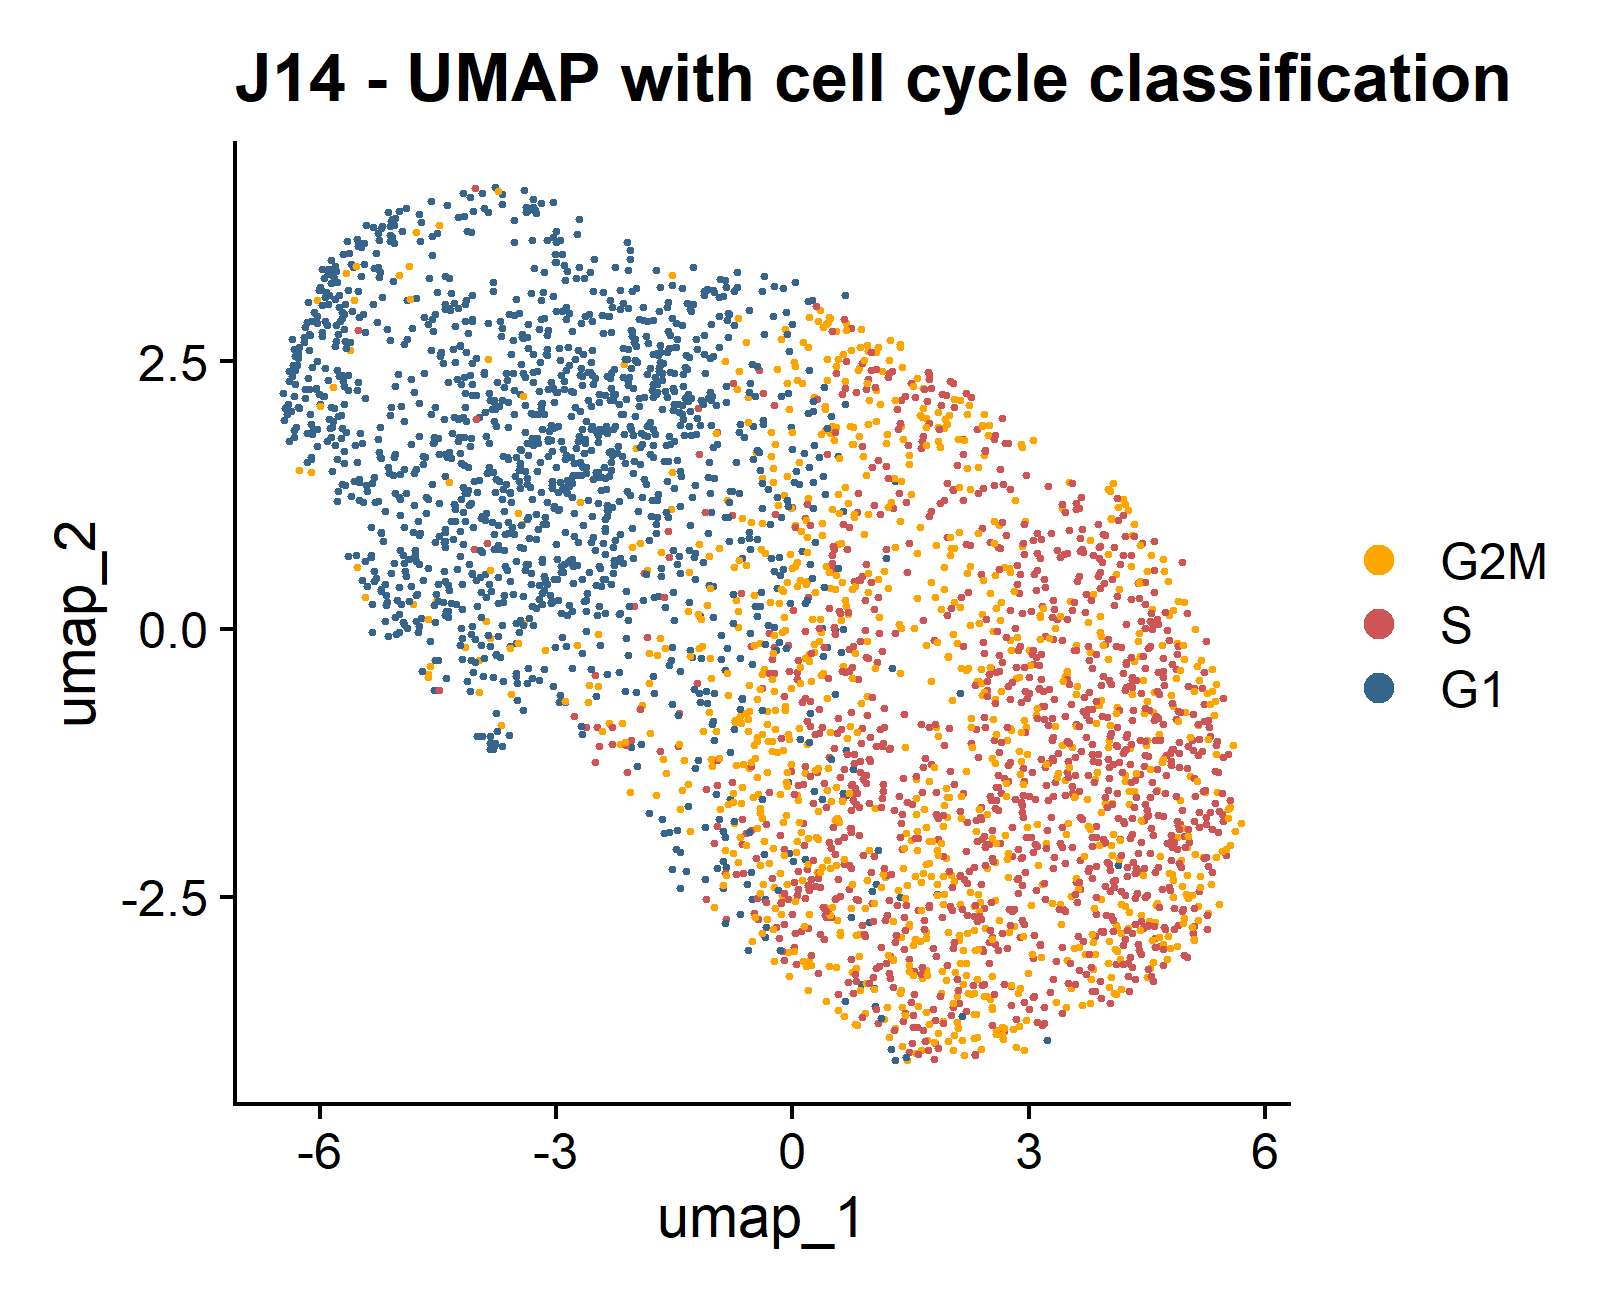 J14 - UMAP with cell cycle classification
umap_2
2.5
0.0
-2.5
-6
-3
0
3
6
umap_1
G2M
S
G1